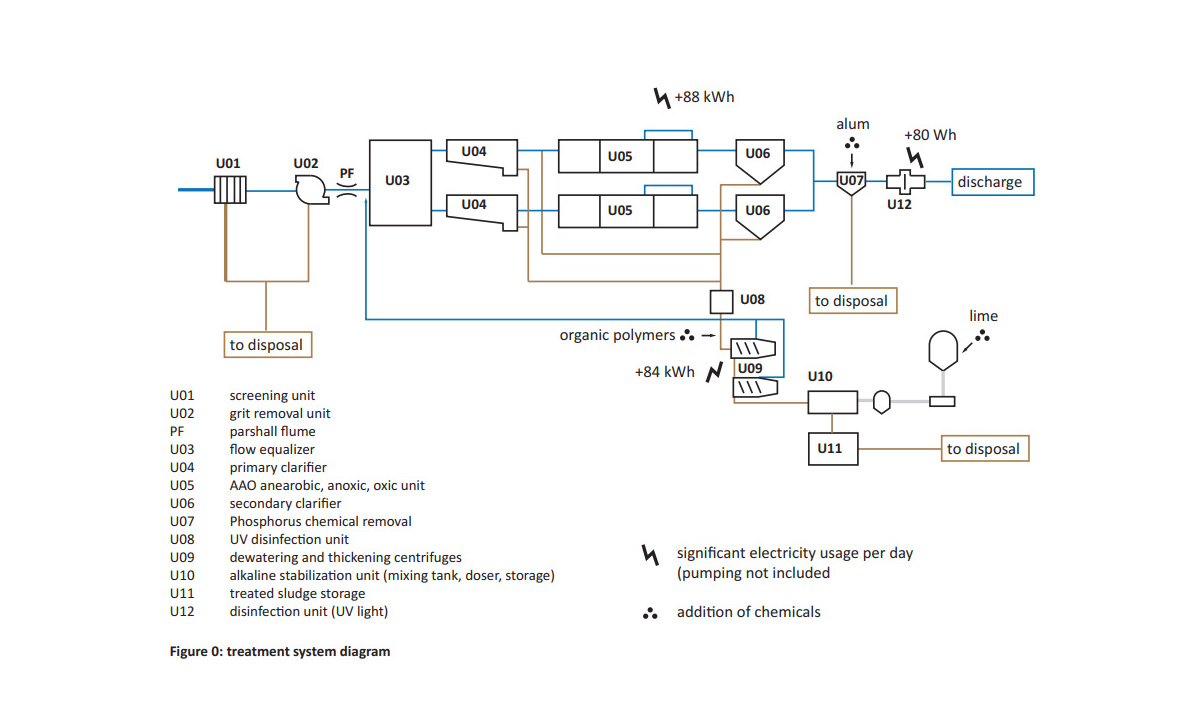 +88 kWh
alum
+80 Wh
U01
U02
PF
U03
U04
U05
U06
U07
discharge
U12
U04
U05
U06
to disposal
U08
organic polymers
lime
to disposal
+84 kWh
U09
U10
U11
to disposal
U01 screening unit
U02 grit removal unit
PF parshall flume
U03 flow equalizer
U04 primary clarifier
U05 AAO anearobic, anoxic, oxic unit
U06 secondary clarifier
U07 Phosphorus chemical removal
U08 UV disinfection unit
U09 dewatering and thickening centrifuges
U10 alkaline stabilization unit (mixing tank, doser, storage)
U11 treated sludge storage
U12 disinfection unit (UV light)
significant electricity usage per day
(pumping not included
addition of chemicals
Figure 0: treatment system diagram